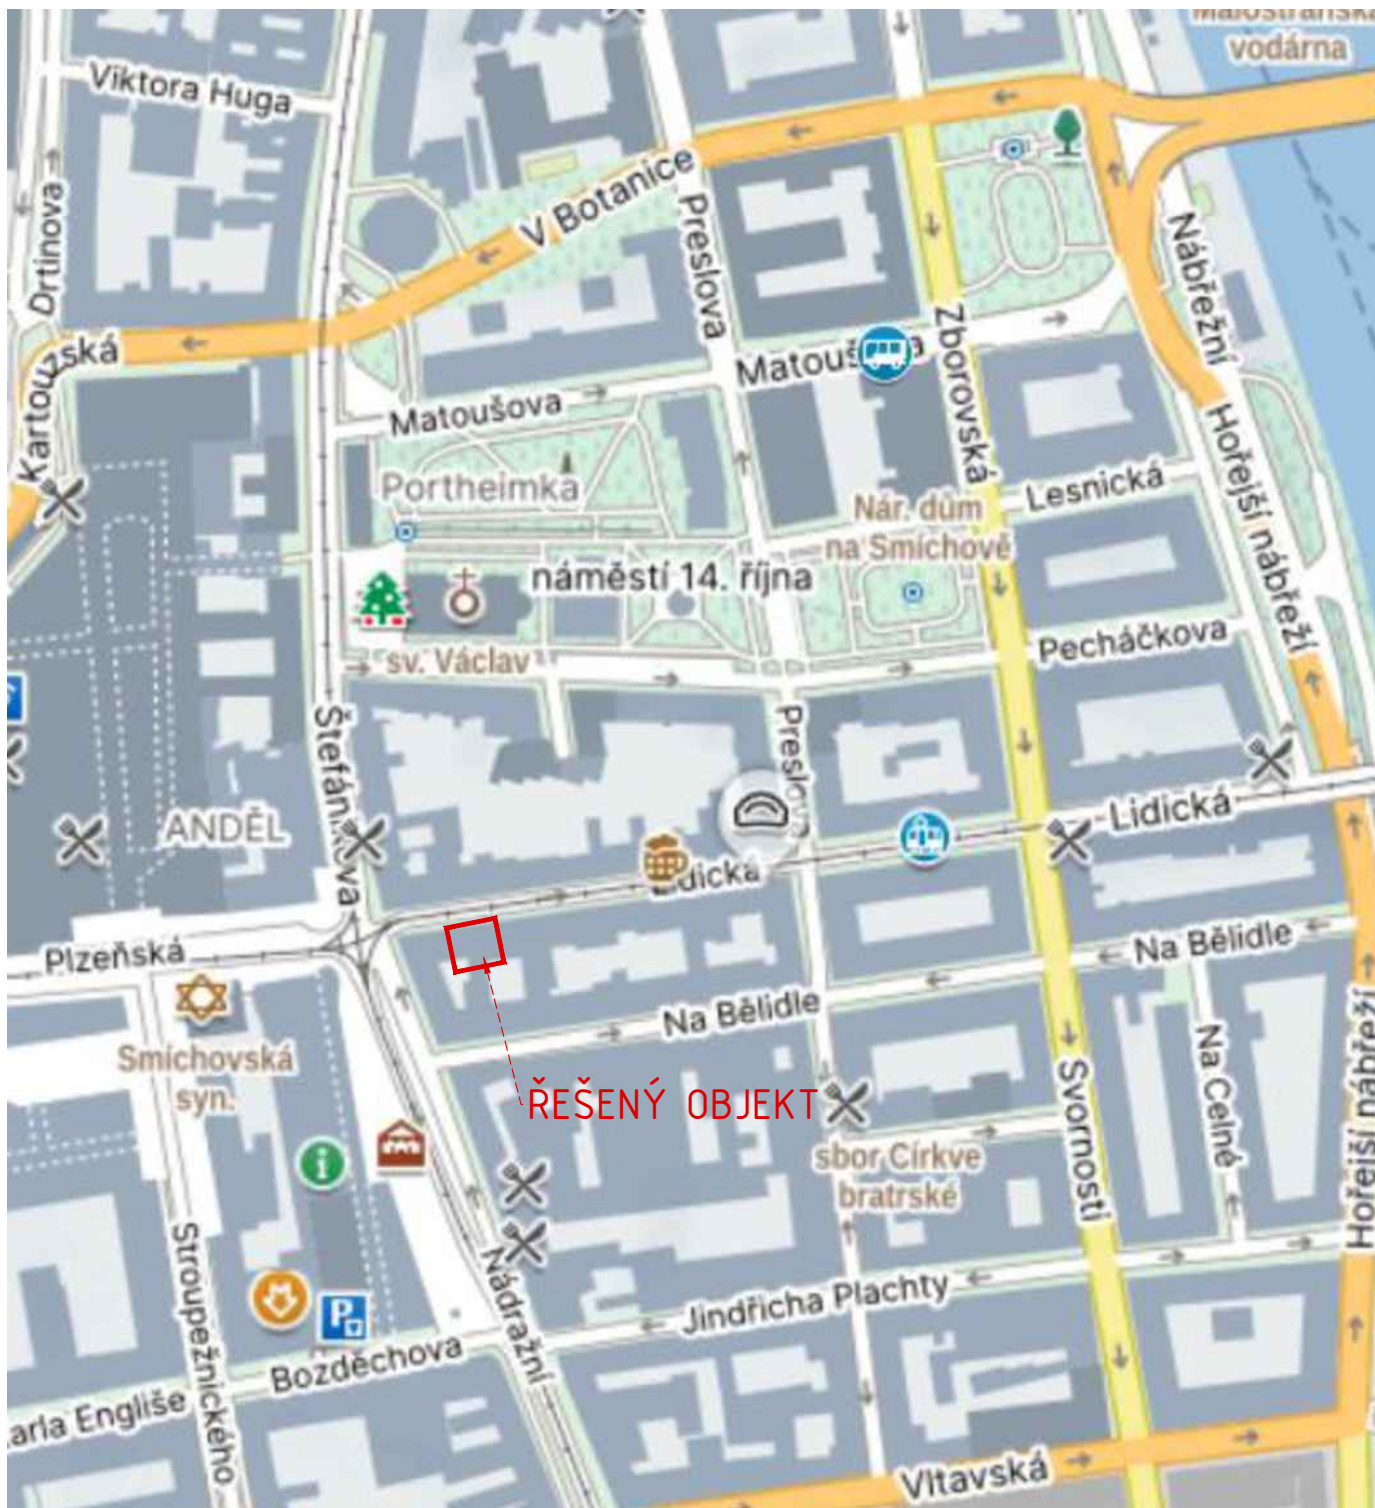 Malostranská
vodárna
Viktora Huga
V Botanice
Drtinova
Preslova
Nábřežní
Zborovská
Kartouzská
Matoušova
Matoušova
Hořejší nábřeží
Portheimka
Lesnická
Nár. dům
na Smíchově
náměstí 14. října
Pecháčkova
sv. Václav
Štefánikova
Preslova
ANDĚL
Lidická
Lidická
Plzeňská
Na Bělidle
Na Bělidle
Smíchovská
syn.
ŘEŠENÝ OBJEKT
Na Celné
Svornosti
Hořejší nábřeží
sbor Církve
bratrské
i
Stroupežnického
Nádražní
P
Jindřicha Plachty
Bozděchova
arla Engliše
Vltavská